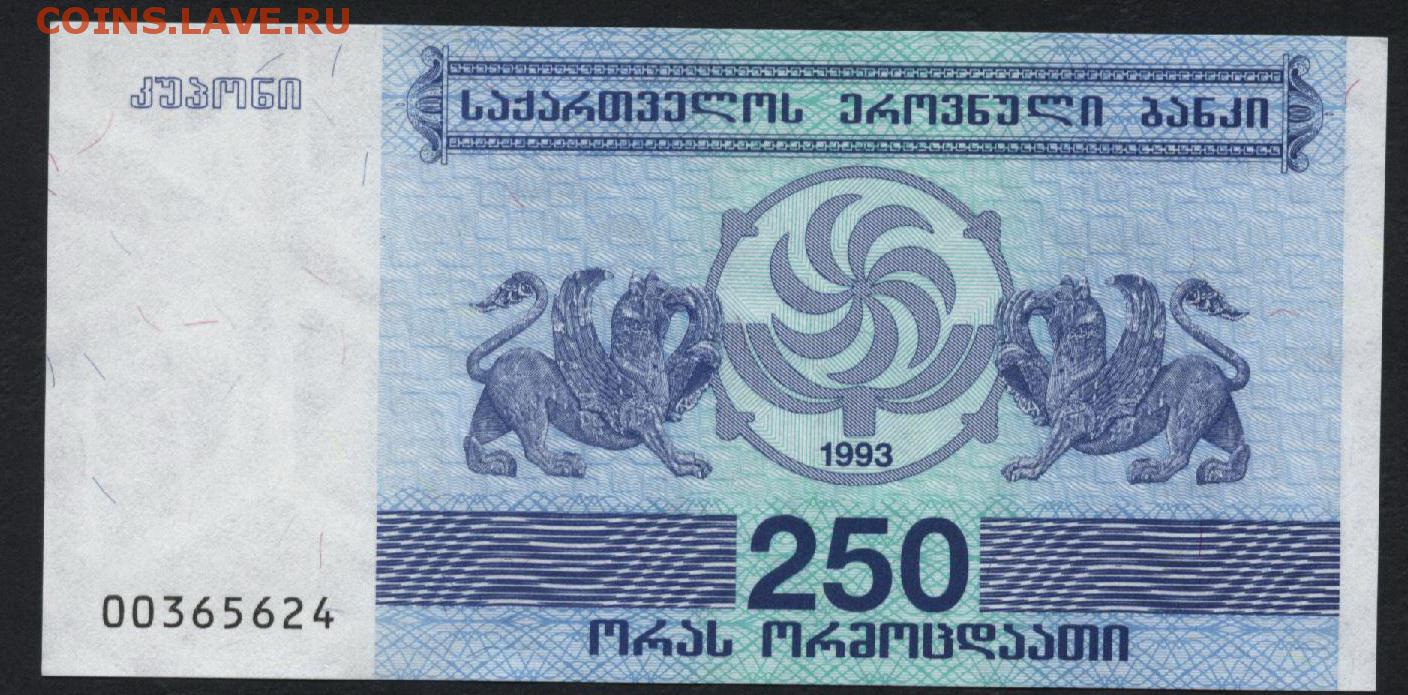 COINS.LAVE.RU
კუპონი
საქართველოს ეროვნული ბანკი
1993
250
00365624
ორას ორმოცდაათი